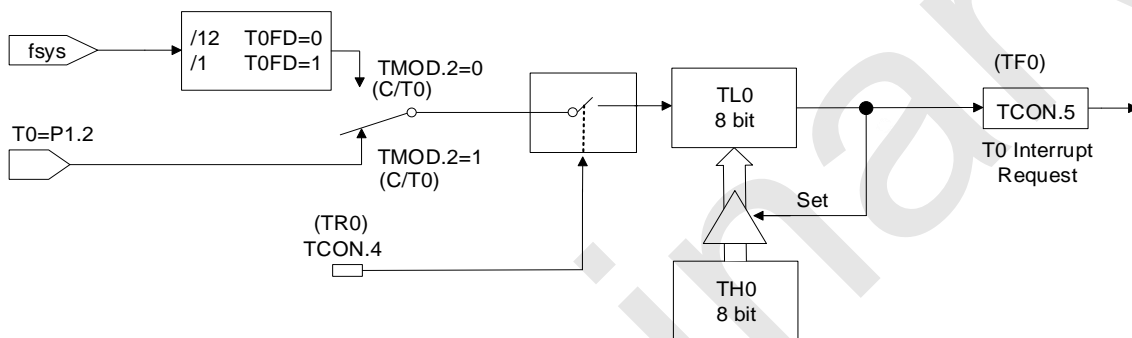 fsys
/12 T0FD=0
/1 T0FD=1
TMOD.2=0
(C/T0)
T0=P1.2
TMOD.2=1
(C/T0)
(TR0)
TCON.4
TL0
8 bit
(TF0)
TCON.5
T0 Interrupt
Request
Set
TH0
8 bit